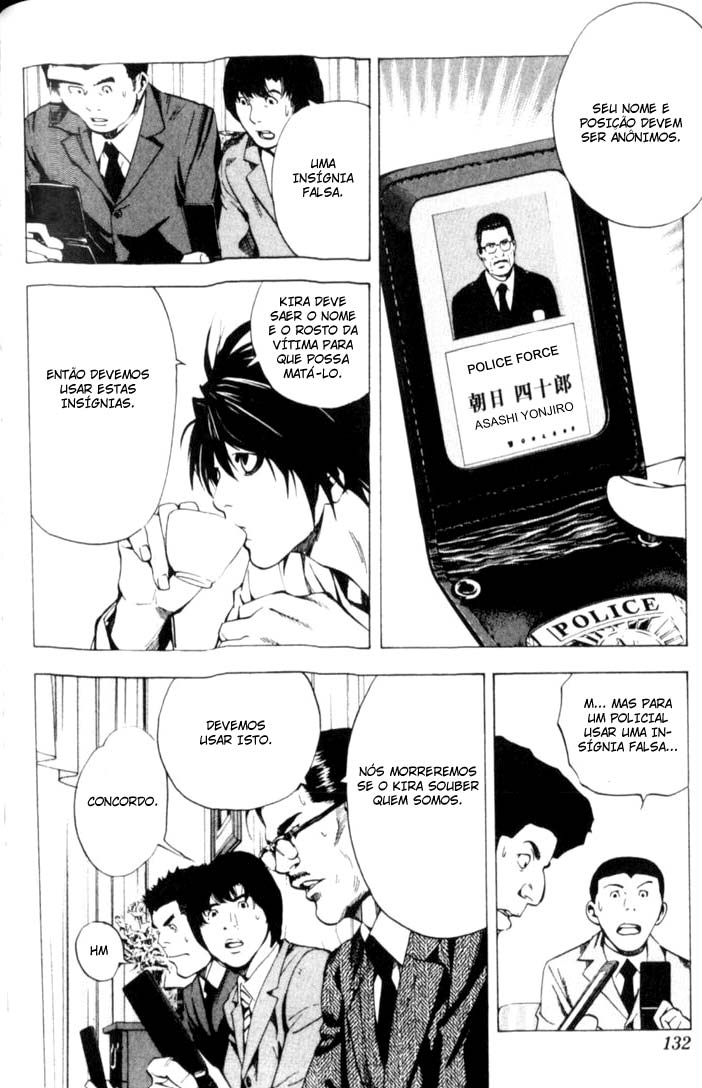 SEU NOME E
POSIÇÃO DEVEM
SER ANÔNIMOS.
POLICE FORCE
朝日 四十郎
ASASHI YONJIRO
POLICE
UMA
INSÍGNIA
FALSA.
KIRA DEVE
SAER O NOME
E O ROSTO DA
VÍTIMA PARA
QUE POSSA
MATÁ-LO.
ENTÃO DEVEMOS
USAR ESTAS
INSÍGNIAS.
M... MAS PARA
UM POLICIAL
USAR UMA IN-
SÍGNIA FALSA...
NÓS MORREREMOS
SE O KIRA SOUBER
QUEM SOMOS.
DEVEMOS
USAR ISTO.
CONCORDO.
HM
132